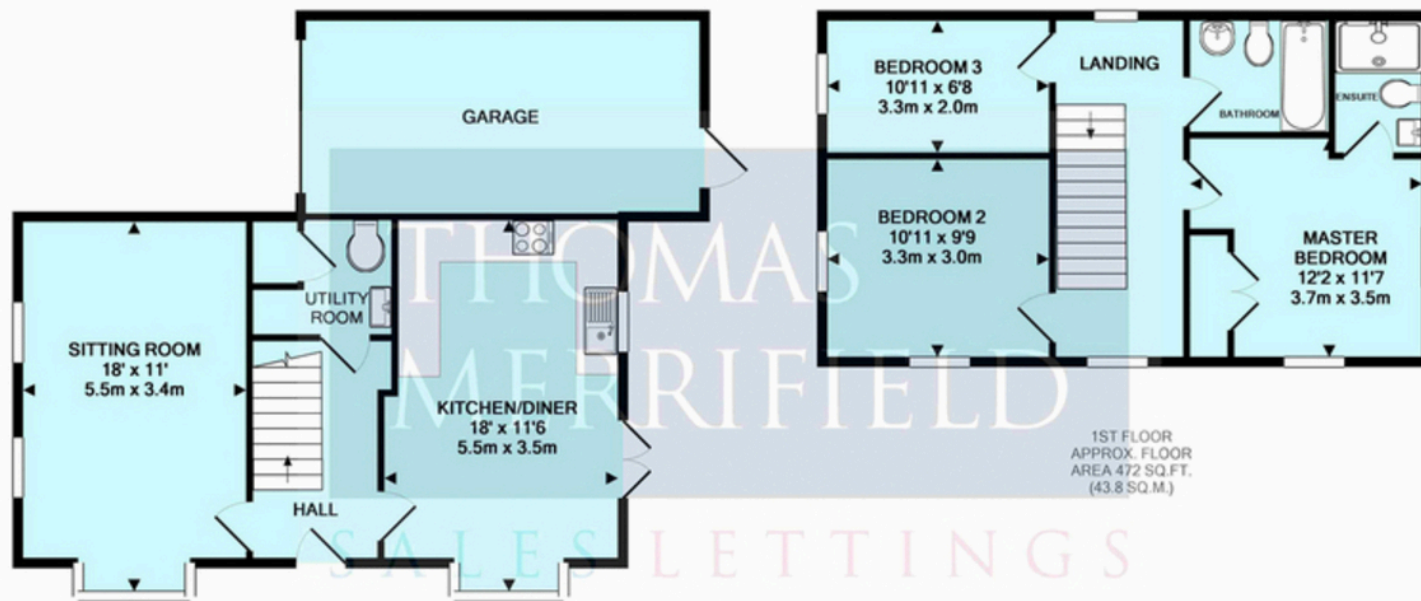 GARAGE
UTILITY
ROOM
SITTING ROOM
18' x 11'
5.5m x 3.4m
KITCHEN/DINER
18' x 11'6
5.5m x 3.5m
HALL
BEDROOM 3
10'11 x 6'8
3.3m x 2.0m
LANDING
BATHROOM
ENSUITE
BEDROOM 2
10'11 x 9'9
3.3m x 3.0m
MASTER
BEDROOM
12'2 x 11'7
3.7m x 3.5m
1ST FLOOR
APPROX. FLOOR
AREA 472 SQ.FT.
(43.8 SQ.M.)
THOMAS
MERRIFIELD
SALES LETTINGS